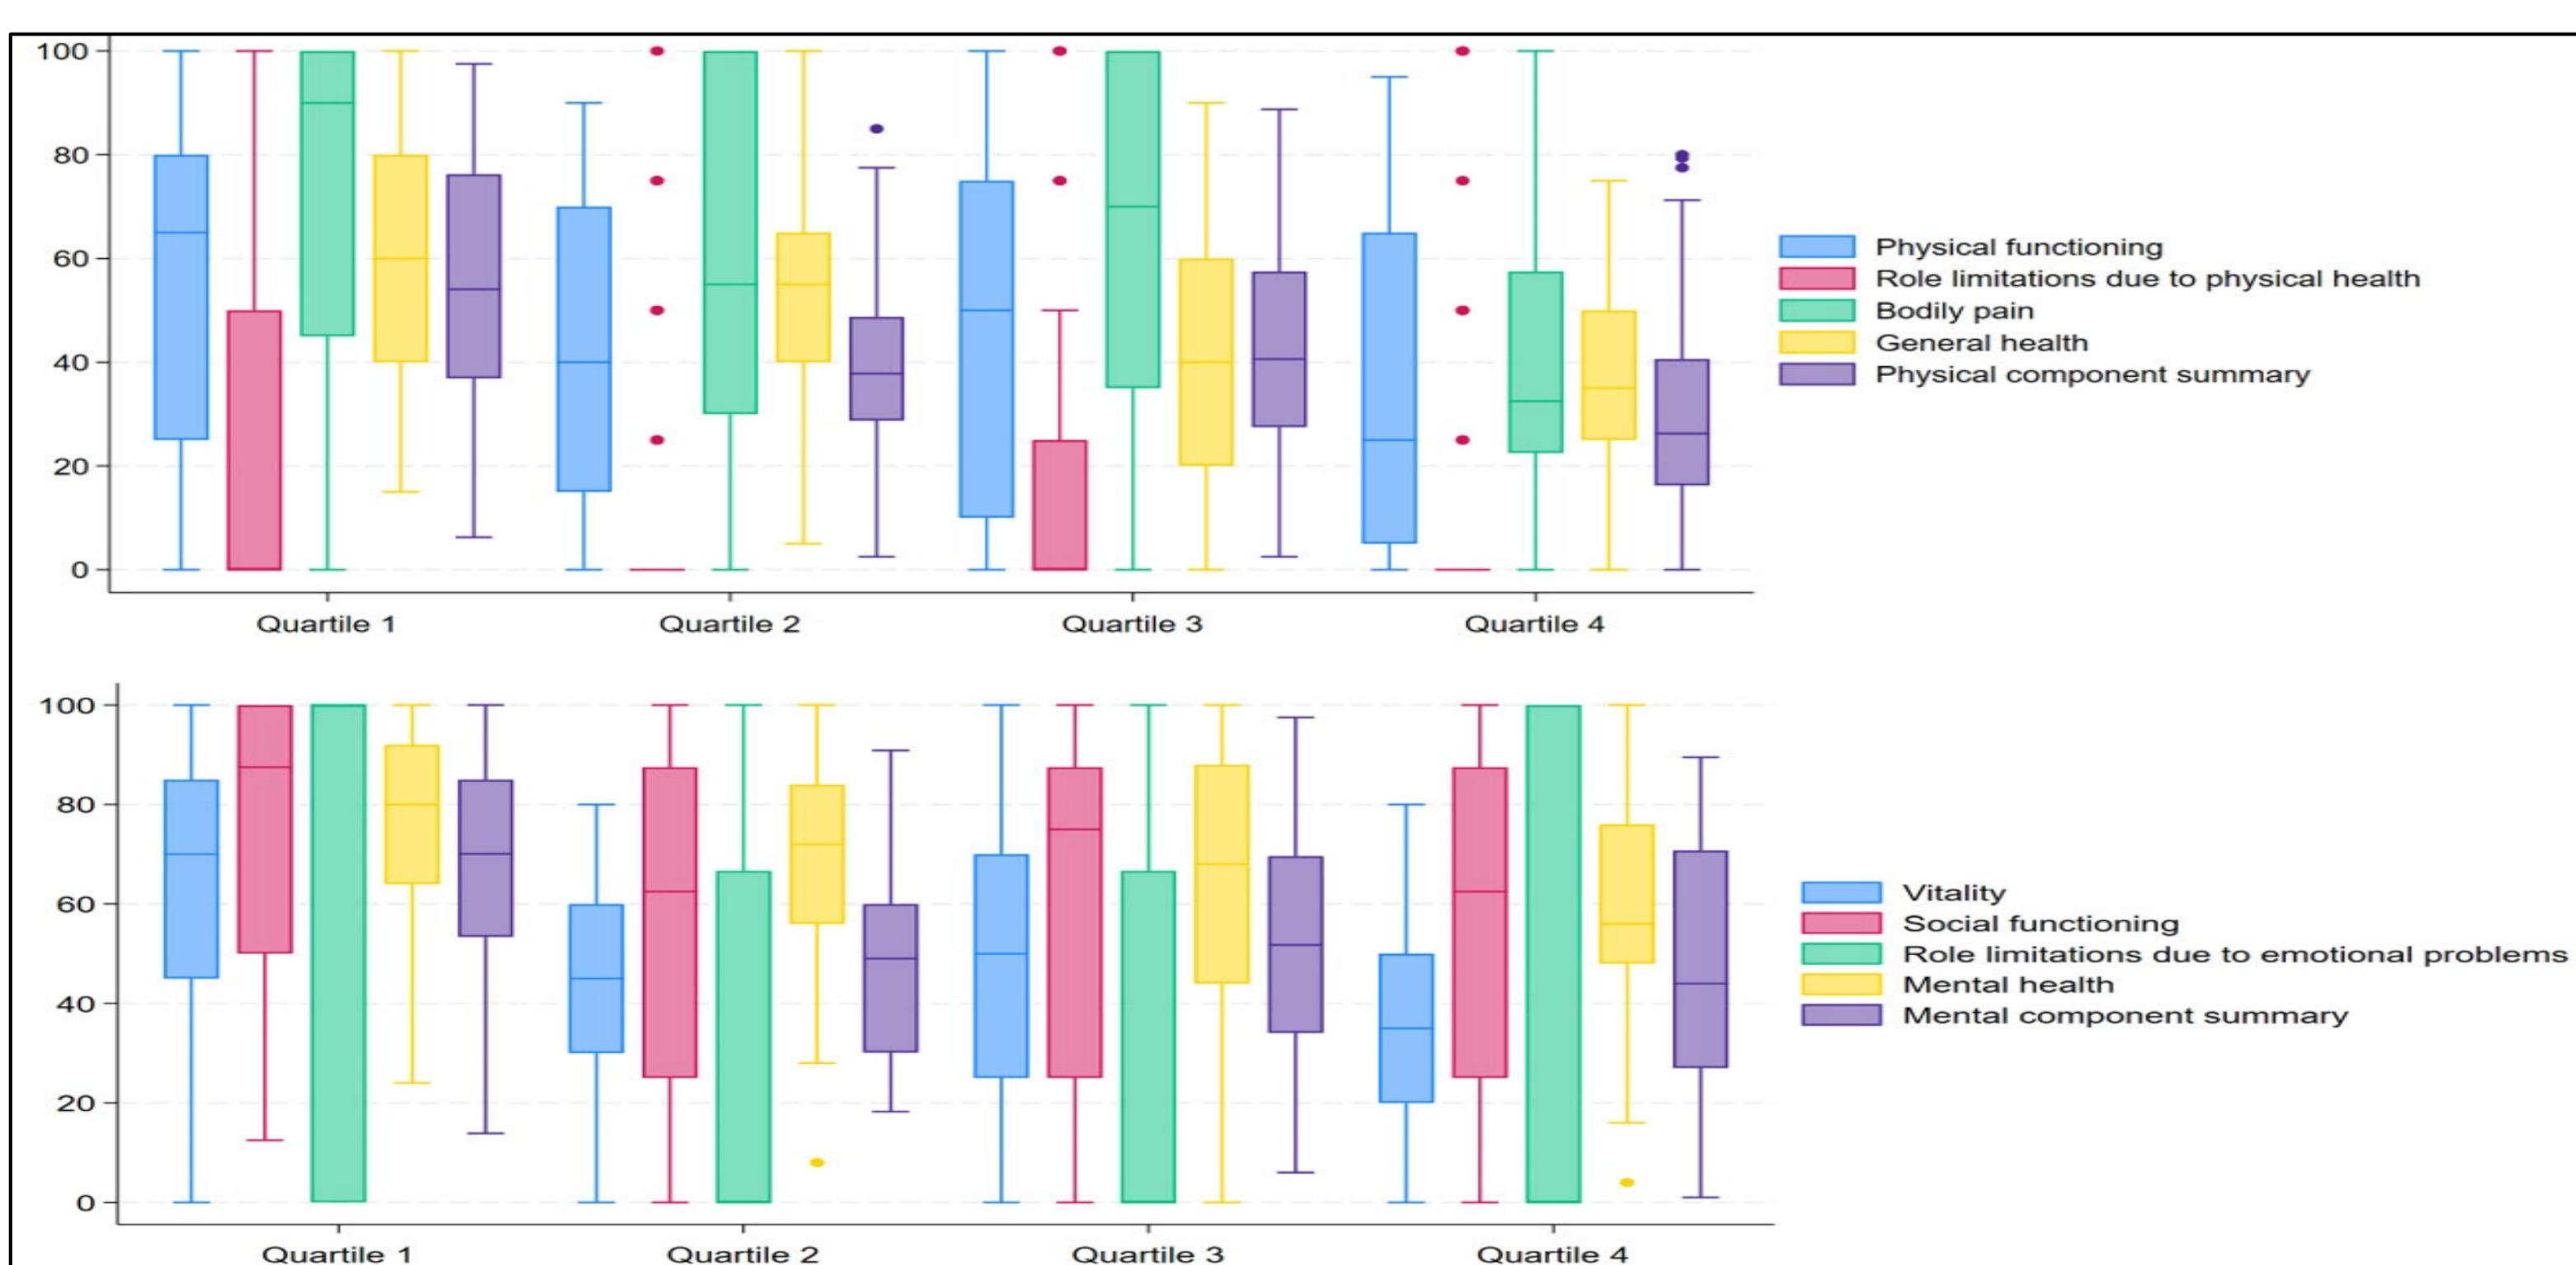 100
80
60
40
20
0
Quartile 1 Quartile 2 Quartile 3 Quartile 4
Physical functioning
Role limitations due to physical health
Bodily pain
General health
Physical component summary
100
80
60
40
20
0
Quartile 1 Quartile 2 Quartile 3 Quartile 4
Vitality
Social functioning
Role limitations due to emotional problems
Mental health
Mental component summary